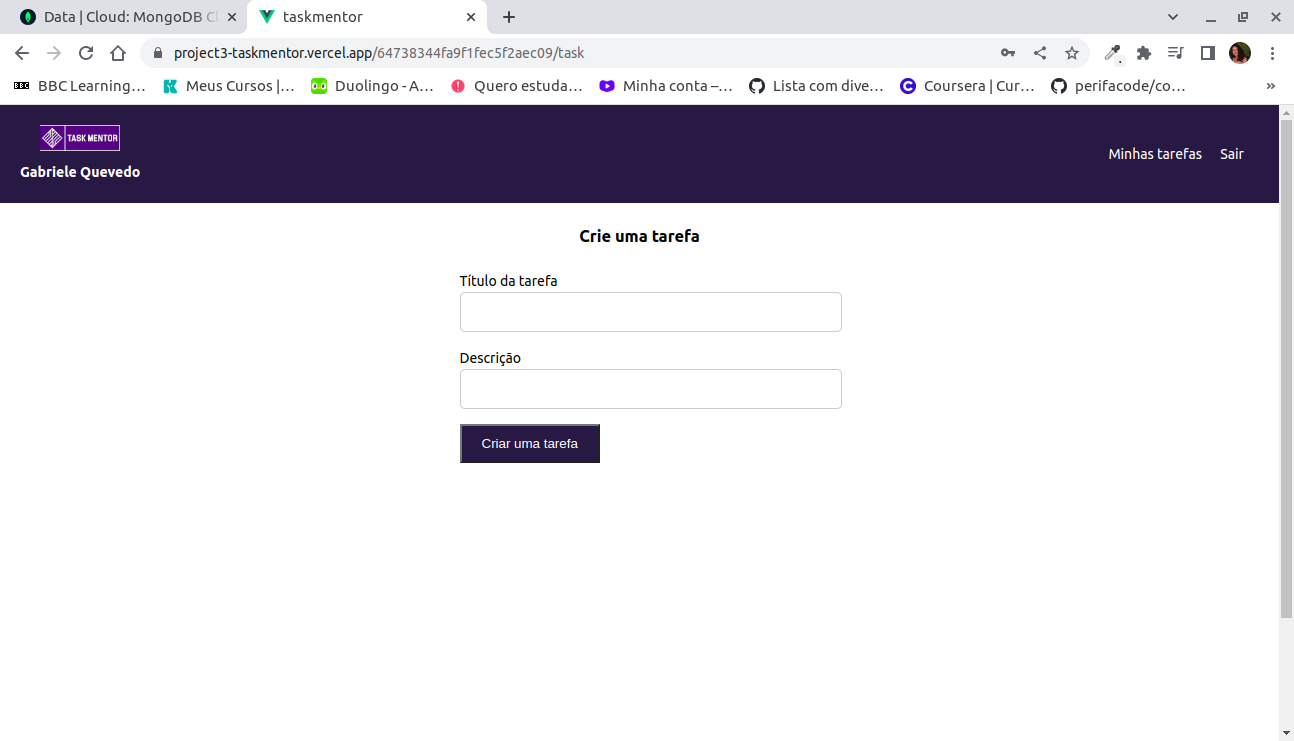 Data | Cloud: MongoDB Cl
taskmentor
project3-taskmentor.vercel.app/64738344fa9f1fec5f2aec09/task
BBC BBC Learning… Meus Cursos |… Duolingo - A… Quero estuda… Minha conta –… Lista com dive… Coursera | Cur… perifacode/co… »
TASK MENTOR
Gabriele Quevedo
Minhas tarefas Sair
Crie uma tarefa
Título da tarefa
Descrição
Criar uma tarefa